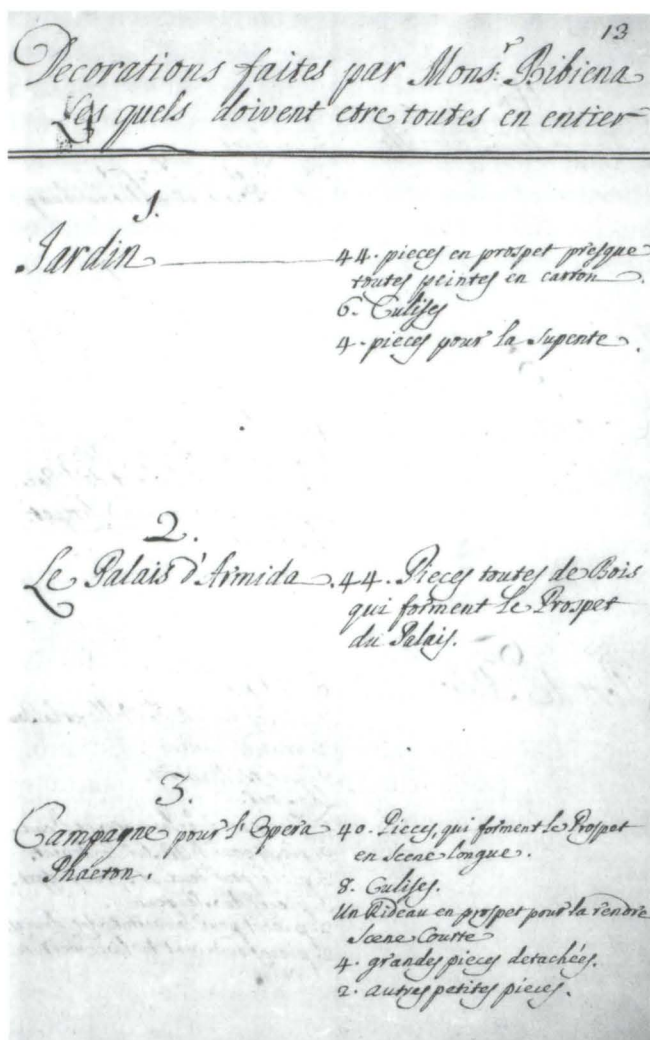 13
Decorations faites par Mons:r Bibiena
Les quels doivent etre toutes en entier
1.
Jardin 44. pieces en prospet presque
toutes peintes en carton.
6. Culises
4. pieces pour la Supente.
2.
Le Palais d'Armida. 44. Pieces toutes de Bois
qui forment le Prospet
du Palais.
3.
Campagne pour l'Opera 40. Pieces, qui forment le Prospet
Phaeton. en Scene longue.
8. Culises.
Un Rideau en prospet pour la rendre
Scene Courte
4. grandes pieces detachées.
2. autres petites pieces.